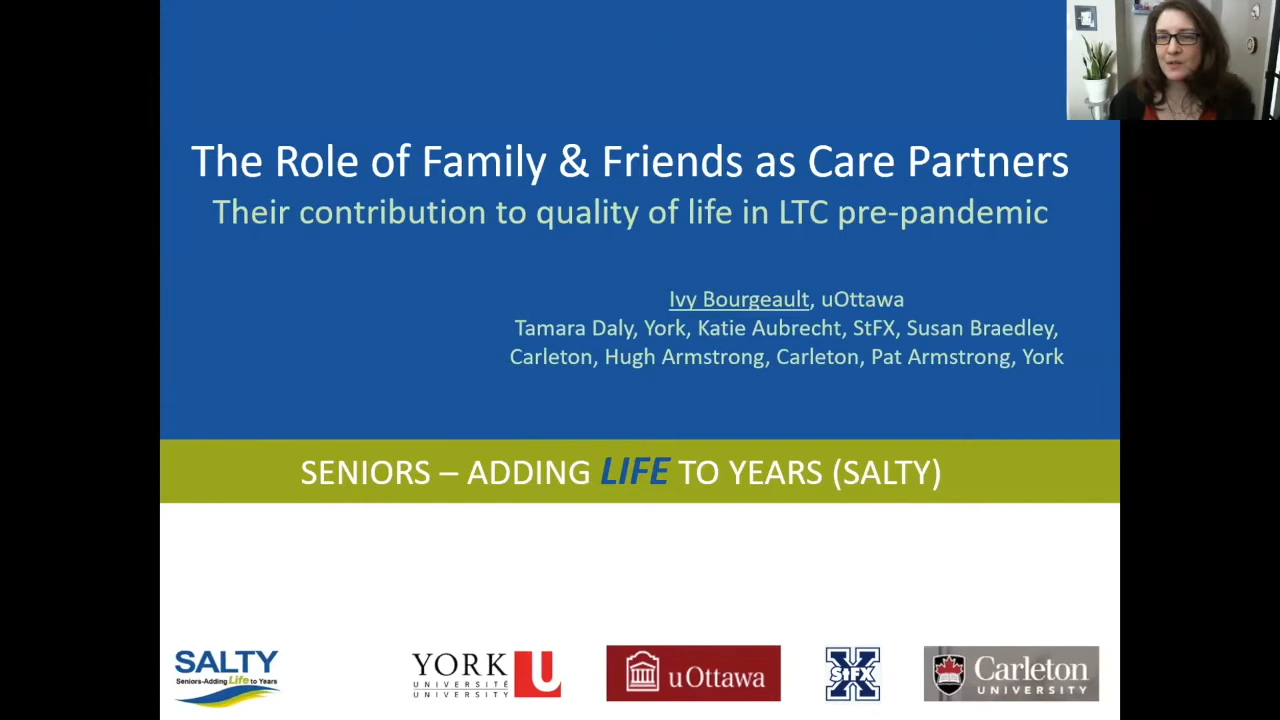 The Role of Family & Friends as Care Partners
Their contribution to quality of life in LTC pre-pandemic
Ivy Bourgeault, uOttawa
Tamara Daly, York, Katie Aubrecht, StFX, Susan Braedley,
Carleton, Hugh Armstrong, Carleton, Pat Armstrong, York
SENIORS – ADDING LIFE TO YEARS (SALTY)
SALTY
Seniors-Adding Life to Years
YORK U
UNIVERSITÉ
UNIVERSITY
uOttawa
X
StFX
Carleton
UNIVERSITY